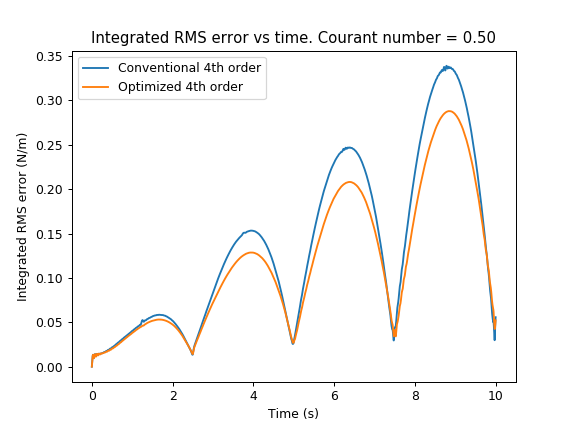 Integrated RMS error vs time. Courant number = 0.50
Conventional 4th order
Optimized 4th order
Integrated RMS error (N/m)
0.35
0.30
0.25
0.20
0.15
0.10
0.05
0.00
0 2 4 6 8 10
Time (s)